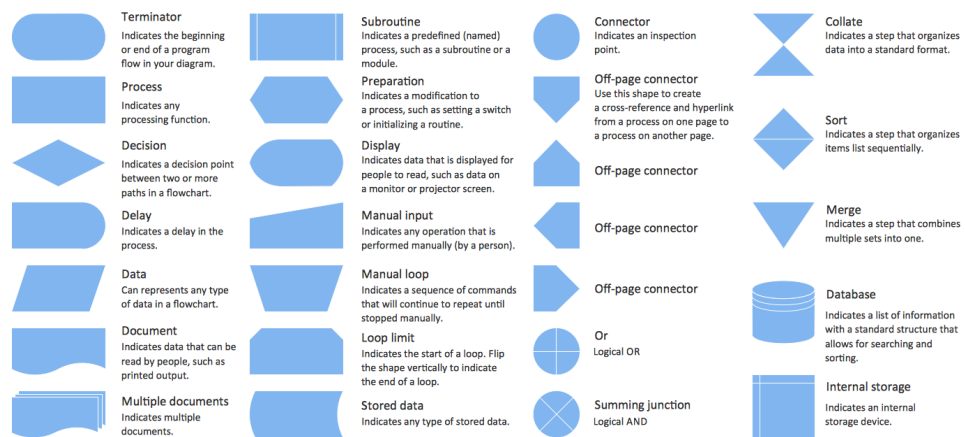 Terminator
Indicates the beginning
or end of a program
flow in your diagram.
Process
Indicates any
processing function.
Decision
Indicates a decision point
between two or more
paths in a flowchart.
Delay
Indicates a delay in the
process.
Data
Can represents any type
of data in a flowchart.
Document
Indicates data that can be
read by people, such as
printed output.
Multiple documents
Indicates multiple
documents.
Subroutine
Indicates a predefined (named)
process, such as a subroutine or a
module.
Preparation
Indicates a modification to
a process, such as setting a switch
or initializing a routine.
Display
Indicates data that is displayed for
people to read, such as data on
a monitor or projector screen.
Manual input
Indicates any operation that is
performed manually (by a person).
Manual loop
Indicates a sequence of commands
that will continue to repeat until
stopped manually.
Loop limit
Indicates the start of a loop. Flip
the shape vertically to indicate
the end of a loop.
Stored data
Indicates any type of stored data.
Connector
Indicates an inspection
point.
Off-page connector
Use this shape to create
a cross-reference and hyperlink
from a process on one page to
a process on another page.
Off-page connector
Off-page connector
Off-page connector
Or
Logical OR
Summing junction
Logical AND
Collate
Indicates a step that organizes
data into a standard format.
Sort
Indicates a step that organizes
items list sequentially.
Merge
Indicates a step that combines
multiple sets into one.
Database
Indicates a list of information
with a standard structure that
allows for searching and
sorting.
Internal storage
Indicates an internal
storage device.